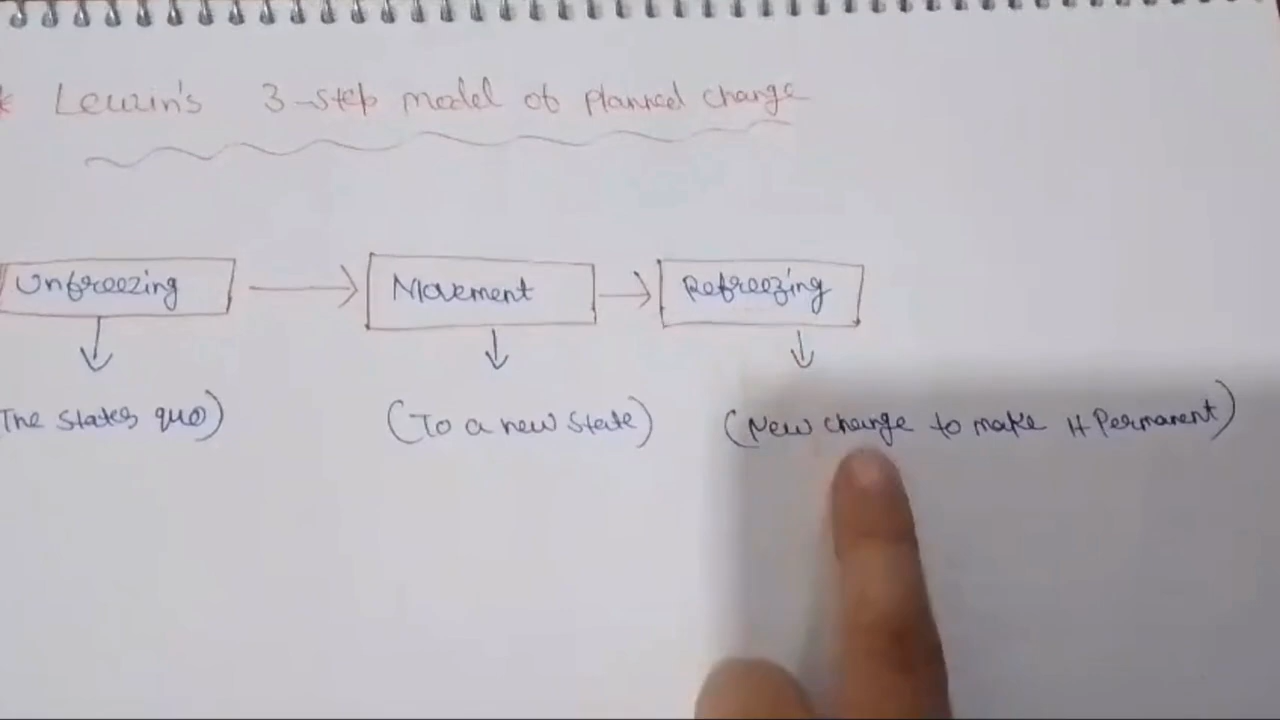 * Lewin's 3-step model of planned change
Unfreezing Movement Refreezing
The states quo) (To a new state) (New change to make it Permanent)